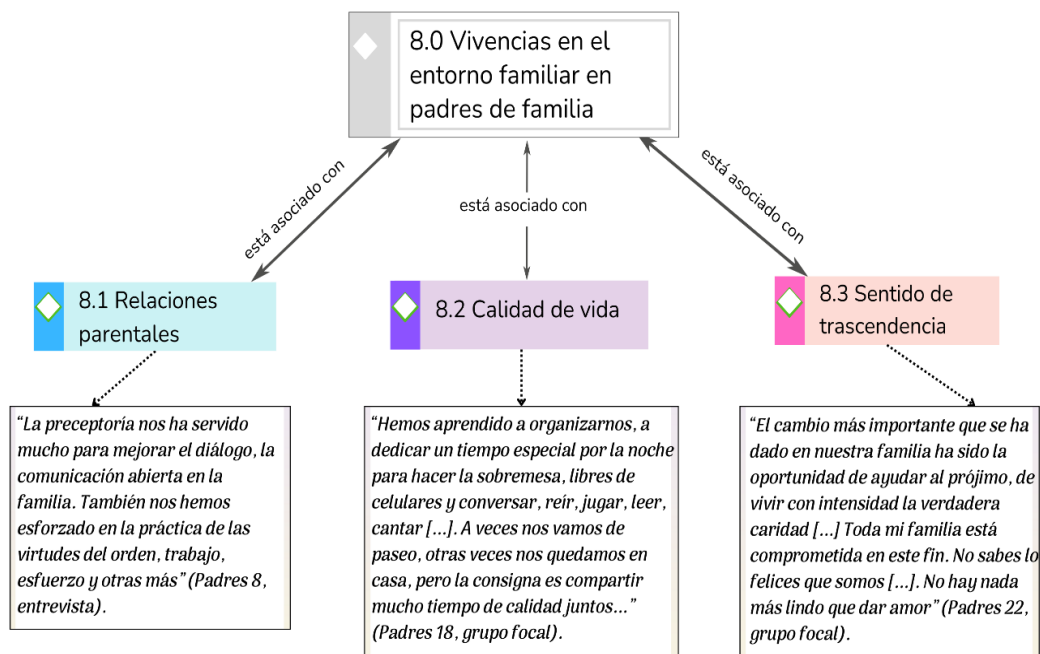 8.0 Vivencias en el
entorno familiar en
padres de familia
está asociado con
está asociado con
está asociado con
8.1 Relaciones
parentales
8.2 Calidad de vida
8.3 Sentido de
trascendencia
“La preceptoría nos ha servido
mucho para mejorar el diálogo, la
comunicación abierta en la
familia. También nos hemos
esforzado en la práctica de las
virtudes del orden, trabajo,
esfuerzo y otras más” (Padres 8,
entrevista).
“Hemos aprendido a organizarnos, a
dedicar un tiempo especial por la noche
para hacer la sobremesa, libres de
celulares y conversar, reír, jugar, leer,
cantar [...]. A veces nos vamos de
paseo, otras veces nos quedamos en
casa, pero la consigna es compartir
mucho tiempo de calidad juntos...”
(Padres 18, grupo focal).
“El cambio más importante que se ha
dado en nuestra familia ha sido la
oportunidad de ayudar al prójimo, de
vivir con intensidad la verdadera
caridad [...] Toda mi familia está
comprometida en este fin. No sabes lo
felices que somos [...]. No hay nada
más lindo que dar amor” (Padres 22,
grupo focal).